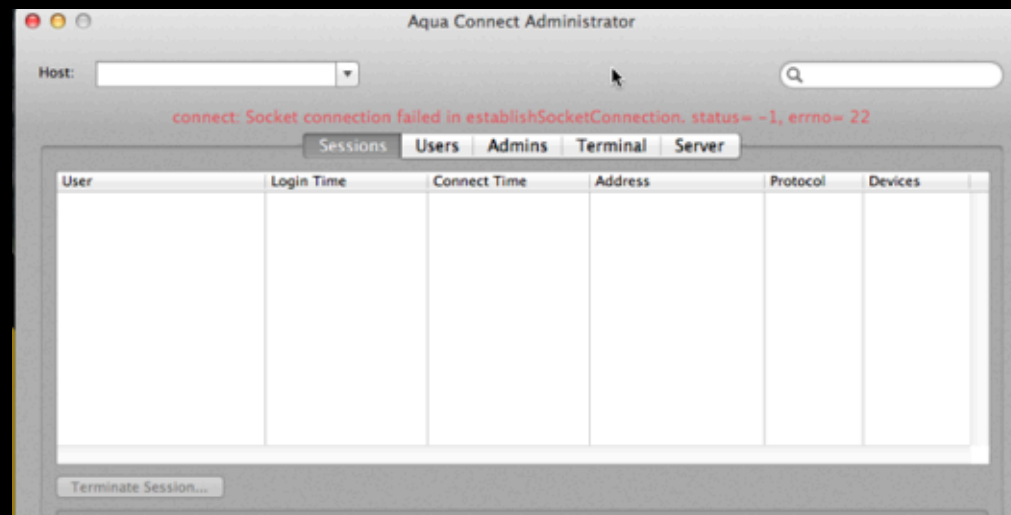 Aqua Connect Administrator
Host:
connect: Socket connection failed in establishSocketConnection. status= -1, errno= 22
Sessions Users Admins Terminal Server
User Login Time Connect Time Address Protocol Devices
Terminate Session...